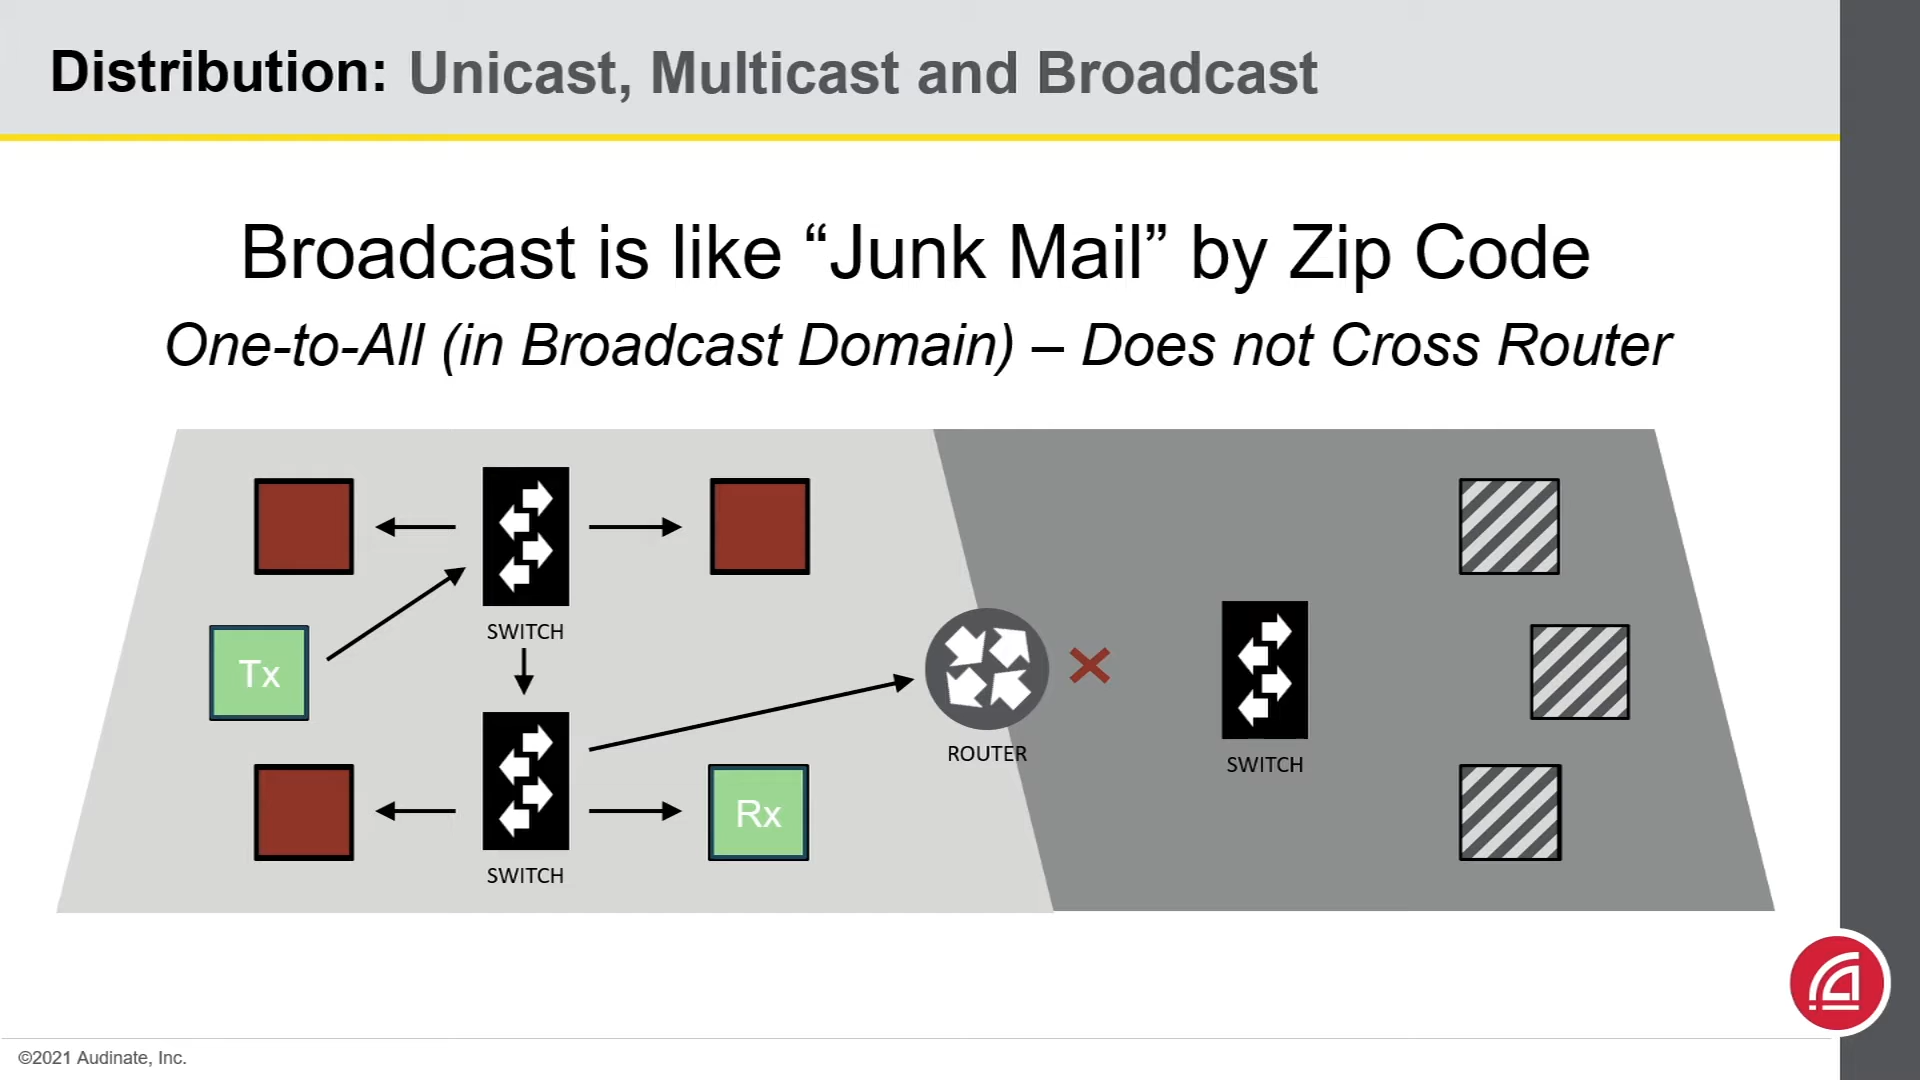 Distribution: Unicast, Multicast and Broadcast
Broadcast is like “Junk Mail” by Zip Code
One-to-All (in Broadcast Domain) – Does not Cross Router
SWITCH
Tx
ROUTER
SWITCH
Rx
SWITCH
©2021 Audinate, Inc.